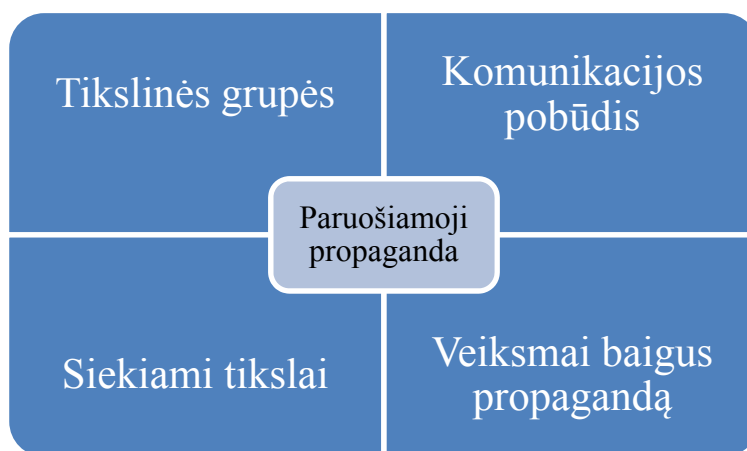 Tikslinės grupės
Komunikacijos
pobūdis
Paruošiamoji
propaganda
Siekiami tikslai
Veiksmai baigus
propagandą